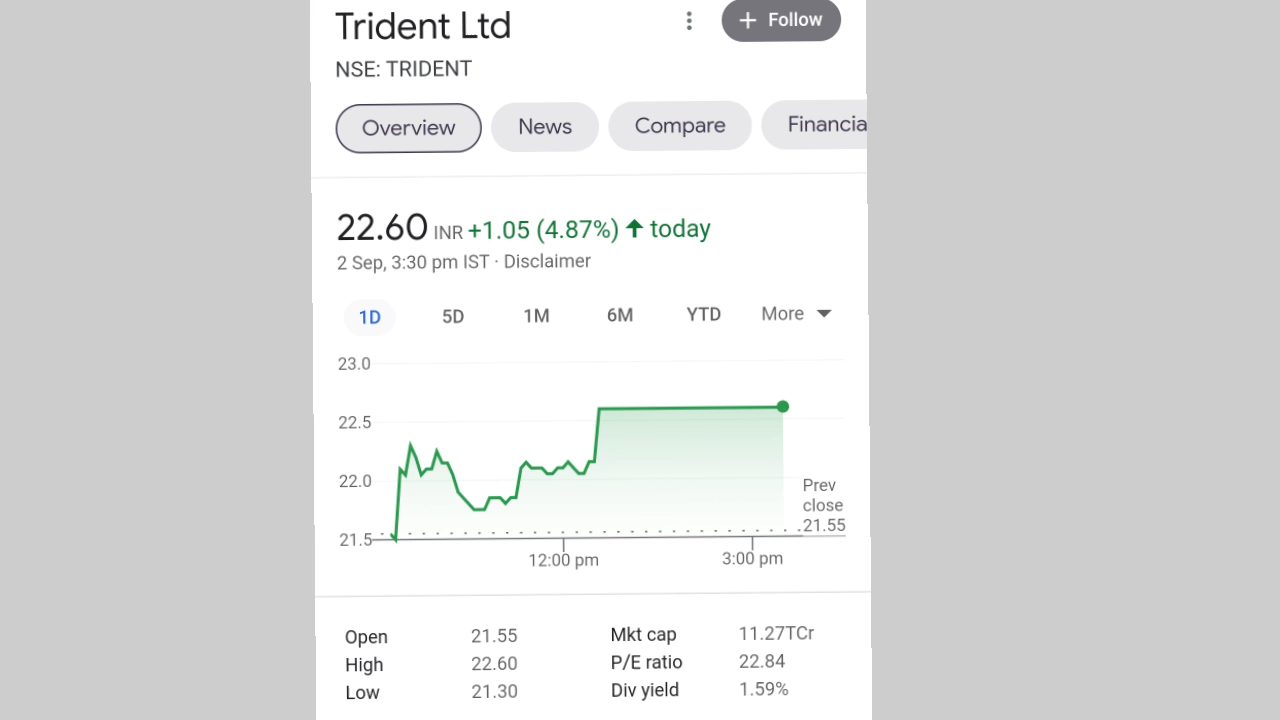 Trident Ltd
+ Follow
NSE: TRIDENT
Overview News Compare Financia
22.60 INR +1.05 (4.87%) ↑ today
2 Sep, 3:30 pm IST · Disclaimer
1D 5D 1M 6M YTD More
23.0
22.5
22.0
21.5
Prev
close
21.55
12:00 pm 3:00 pm
Open 21.55 Mkt cap 11.27TCr
High 22.60 P/E ratio 22.84
Low 21.30 Div yield 1.59%